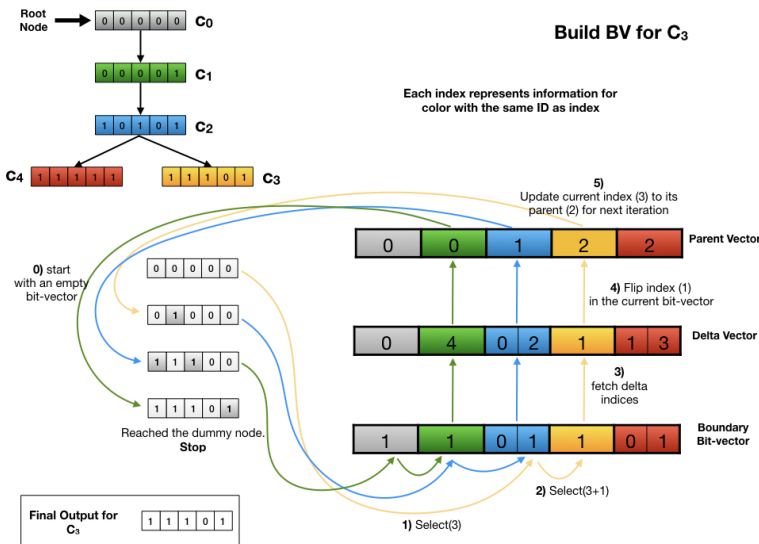 Root
Node
0 0 0 0 0
C0
Build BV for C3
0 0 0 0 1
C1
Each index represents information for
color with the same ID as index
1 0 1 0 1
C2
C4
1 1 1 1 1
1 1 1 0 1
C3
5)
Update current index (3) to its
parent (2) for next iteration
0 0 1 2 2
Parent Vector
0) start
with an empty
bit-vector
0 0 0 0 0
4) Flip index (1)
in the current bit-vector
0 1 0 0 0
0 4 0 2 1 1 3
Delta Vector
1 1 1 0 0
3)
fetch delta
indices
1 1 1 0 1
Reached the dummy node.
Stop
1 1 0 1 1 0 1
Boundary
Bit-vector
2) Select(3+1)
1) Select(3)
Final Output for
C3
1 1 1 0 1